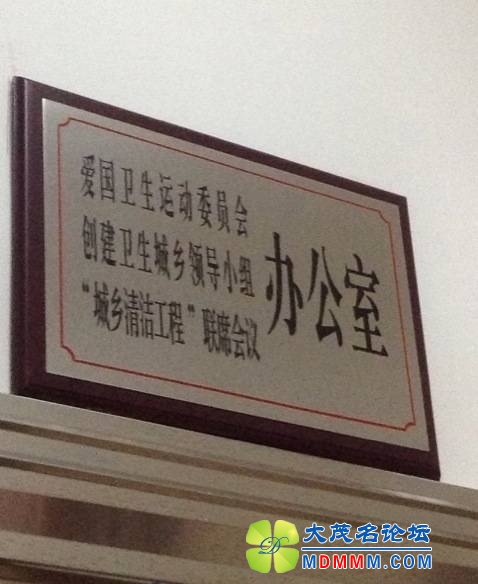 爱国卫生运动委员会
创建卫生城乡领导小组
“城乡清洁工程”联席会议
办公室
大茂名论坛
MDMMM.COM